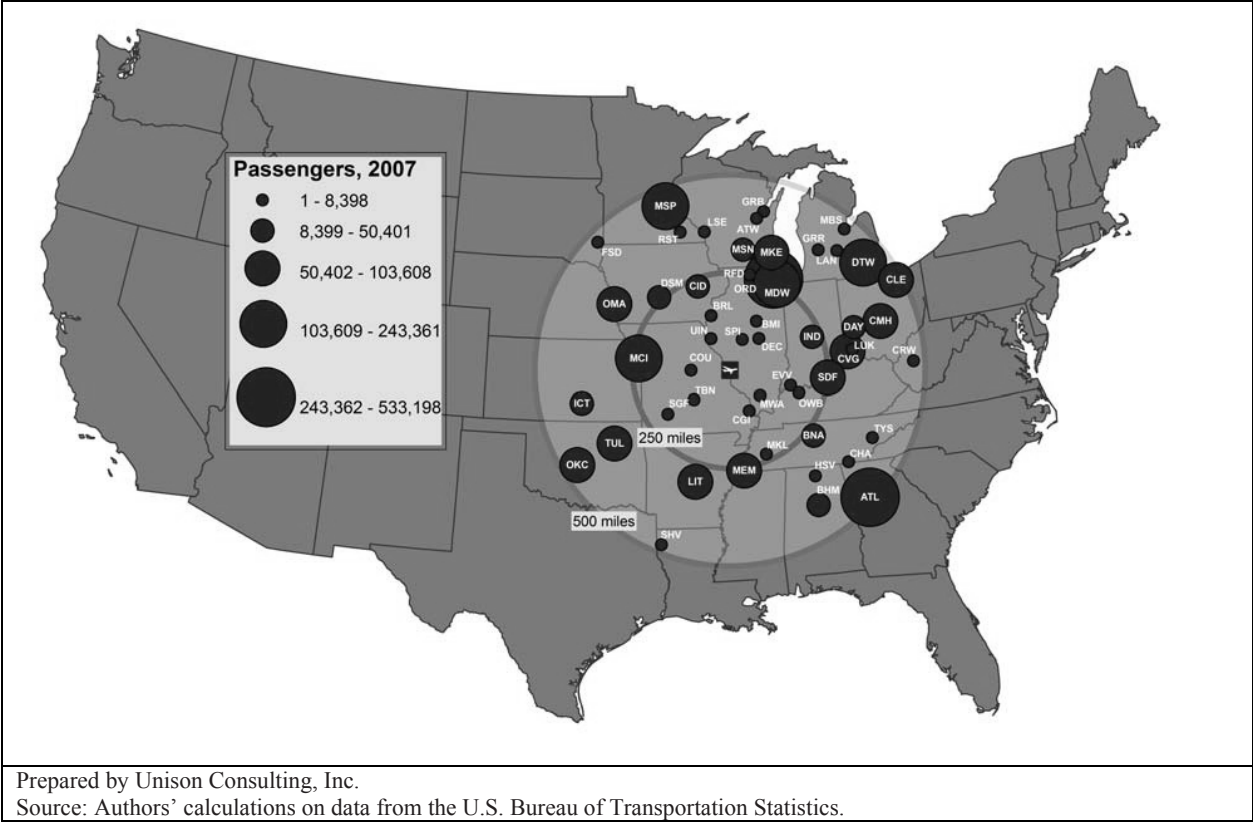 Passengers, 2007
1 - 8,398
8,399 - 50,401
50,402 - 103,608
103,609 - 243,361
243,362 - 533,198
MSP
GRB
LSE
RST
ATW
MBS
FSD
MSN
MKE
GRR
LAN
DTW
RFD
CLE
DSM
CID
ORD
MDW
OMA
BRL
BMI
CMH
DAY
UIN
SPI
IND
DEC
LUK
MCI
CVG
CRW
COU
EVV
SDF
TBN
ICT
MWA
OWB
SGF
CGI
250 miles
BNA
TYS
TUL
MKL
CHA
OKC
MEM
HSV
LIT
BHM
ATL
500 miles
SHV
Prepared by Unison Consulting, Inc.
Source: Authors’ calculations on data from the U.S. Bureau of Transportation Statistics.